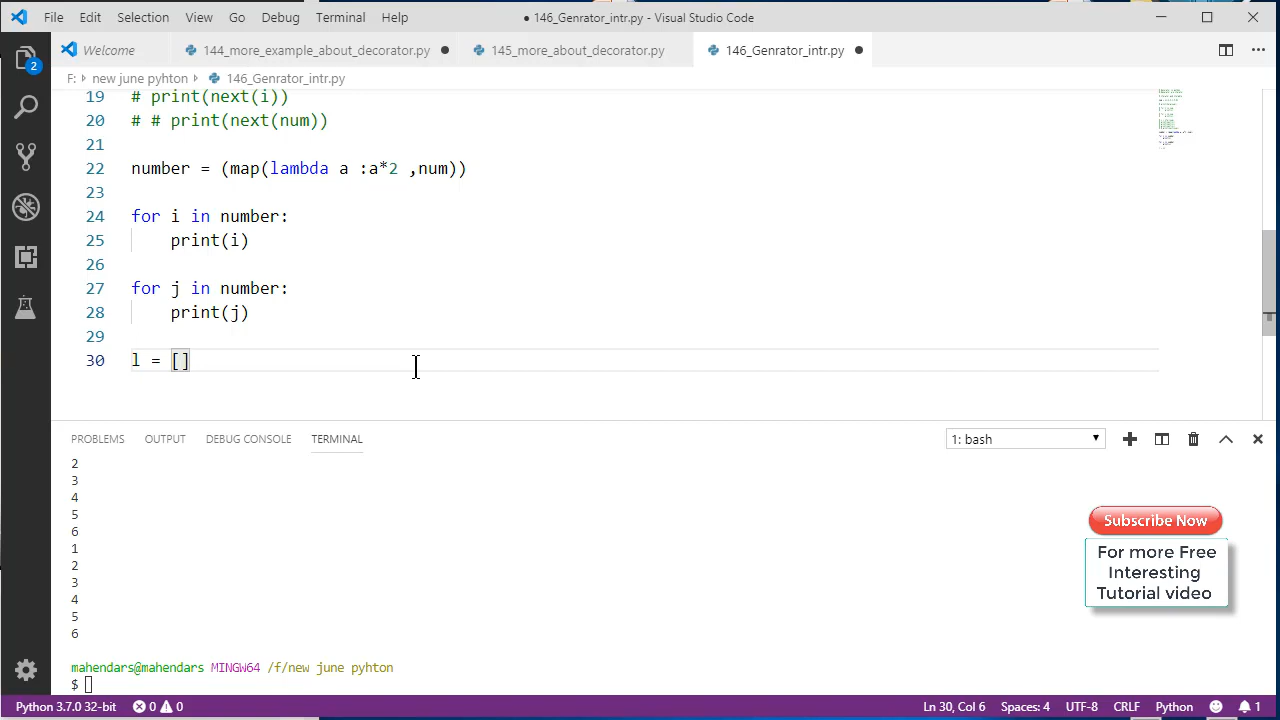 File Edit Selection View Go Debug Terminal Help
● 146_Genrator_intr.py - Visual Studio Code
Welcome 144_more_example_about_decorator.py ● 145_more_about_decorator.py 146_Genrator_intr.py ●
F: › new june pyhton › 146_Genrator_intr.py
2
19 # print(next(i))
20 # # print(next(num))
21
22 number = (map(lambda a :a*2 ,num))
23
24 for i in number:
25 print(i)
26
27 for j in number:
28 print(j)
29
30 l = []
PROBLEMS OUTPUT DEBUG CONSOLE TERMINAL 1: bash
2
3
4
5
6
1
2
3
4
5
6
mahendars@mahendars MINGW64 /f/new june pyhton
$
Subscribe Now
For more Free
Interesting
Tutorial video
Python 3.7.0 32-bit 0 0 Ln 30, Col 6 Spaces: 4 UTF-8 CRLF Python 1